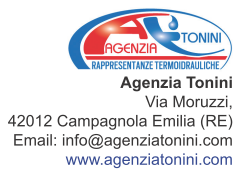 AGENZIA TONINI
RAPPRESENTANZE TERMOIDRAULICHE
Agenzia Tonini
Via Moruzzi,
42012 Campagnola Emilia (RE)
Email: info@agenziatonini.com
www.agenziatonini.com